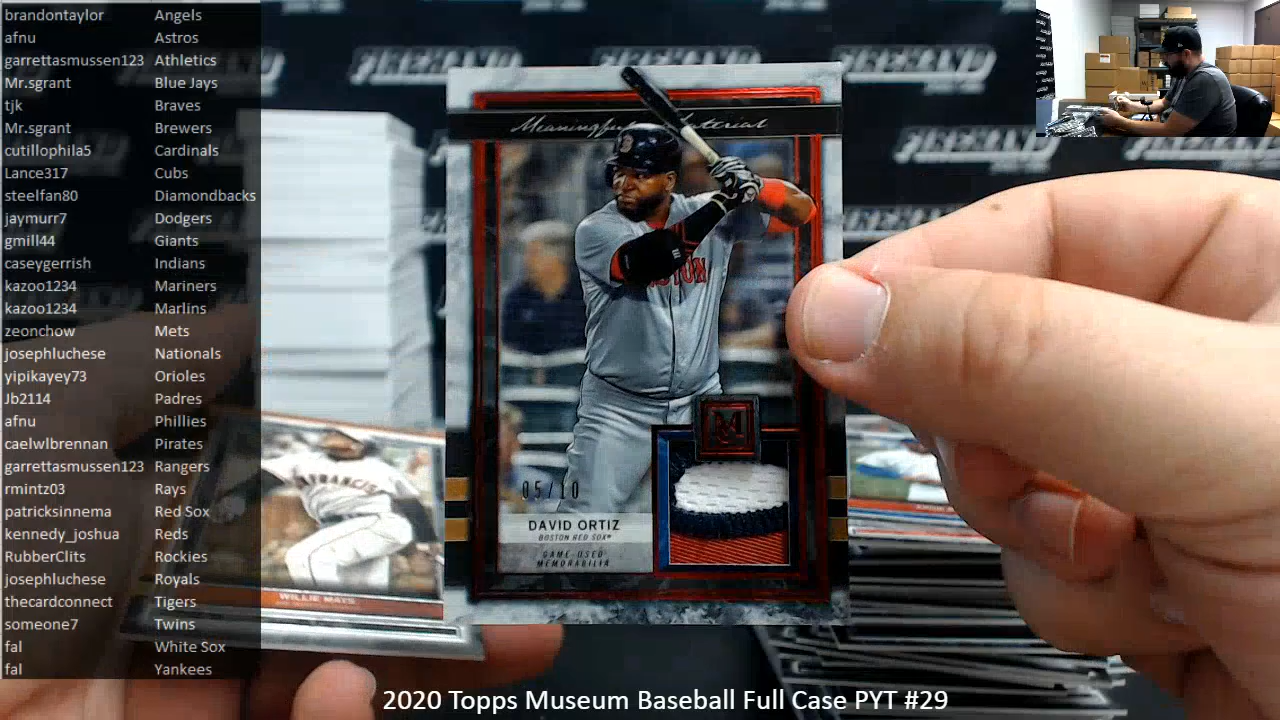 brandontaylor Angels
afnu Astros
garrettasmussen123 Athletics
Mr.sgrant Blue Jays
tjk Braves
Mr.sgrant Brewers
cutillophila5 Cardinals
Lance317 Cubs
steelfan80 Diamondbacks
jaymurr7 Dodgers
gmill44 Giants
caseygerrish Indians
kazoo1234 Mariners
kazoo1234 Marlins
zeonchow Mets
josephluchese Nationals
yipikayey73 Orioles
Jb2114 Padres
afnu Phillies
caelwlbrennan Pirates
garrettasmussen123 Rangers
rmintz03 Rays
patricksinnema Red Sox
kennedy_joshua Reds
RubberClits Rockies
josephluchese Royals
thecardconnect Tigers
someone7 Twins
fal White Sox
fal Yankees
Meaningful Material
B
BOSTON
M
05/10
DAVID ORTIZ
BOSTON RED SOX®
GAME-USED
MEMORABILIA
WILLIE MAYS
2020 Topps Museum Baseball Full Case PYT #29